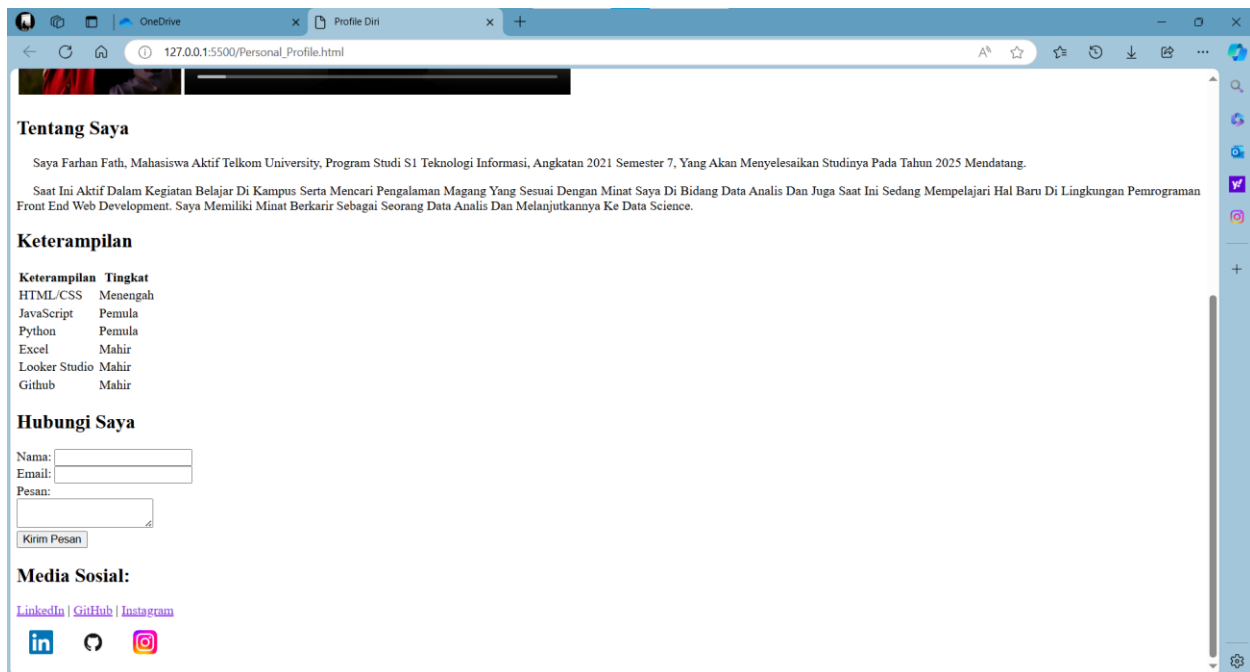 OneDrive
Profile Diri
127.0.0.1:5500/Personal_Profile.html
Tentang Saya
Saya Farhan Fath, Mahasiswa Aktif Telkom University, Program Studi S1 Teknologi Informasi, Angkatan 2021 Semester 7, Yang Akan Menyelesaikan Studinya Pada Tahun 2025 Mendatang.
Saat Ini Aktif Dalam Kegiatan Belajar Di Kampus Serta Mencari Pengalaman Magang Yang Sesuai Dengan Minat Saya Di Bidang Data Analis Dan Juga Saat Ini Sedang Mempelajari Hal Baru Di Lingkungan Pemrograman
Front End Web Development. Saya Memiliki Minat Berkarir Sebagai Seorang Data Analis Dan Melanjutkannya Ke Data Science.
Keterampilan
Keterampilan Tingkat
HTML/CSS Menengah
JavaScript Pemula
Python Pemula
Excel Mahir
Looker Studio Mahir
Github Mahir
Hubungi Saya
Nama:
Email:
Pesan:
Kirim Pesan
Media Sosial:
LinkedIn | GitHub | Instagram
in